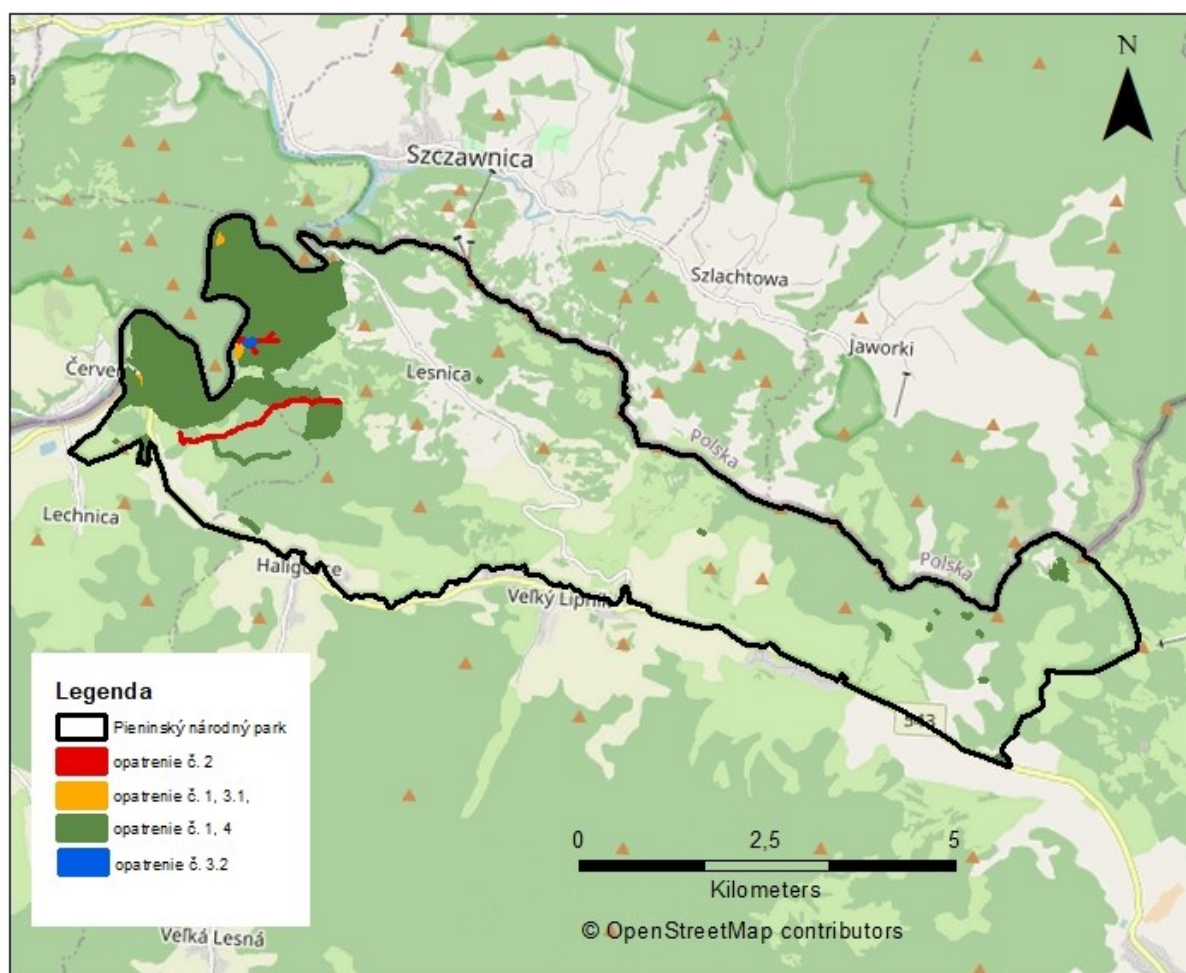 N
Szczawnica
Szlachtowa
Jaworki
Lesnica
Polska
Lechnica
Haligovce
Polska
Veľký Lipník
543
Legenda
Pieninský národný park
opatrenie č. 2
opatrenie č. 1, 3.1,
opatrenie č. 1, 4
opatrenie č. 3.2
0 2,5 5
Kilometers
© OpenStreetMap contributors
Veľká Lesná